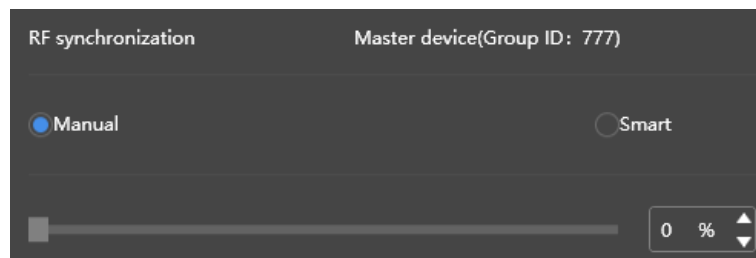 RF synchronization Master device(Group ID：777)
Manual Smart
0 %